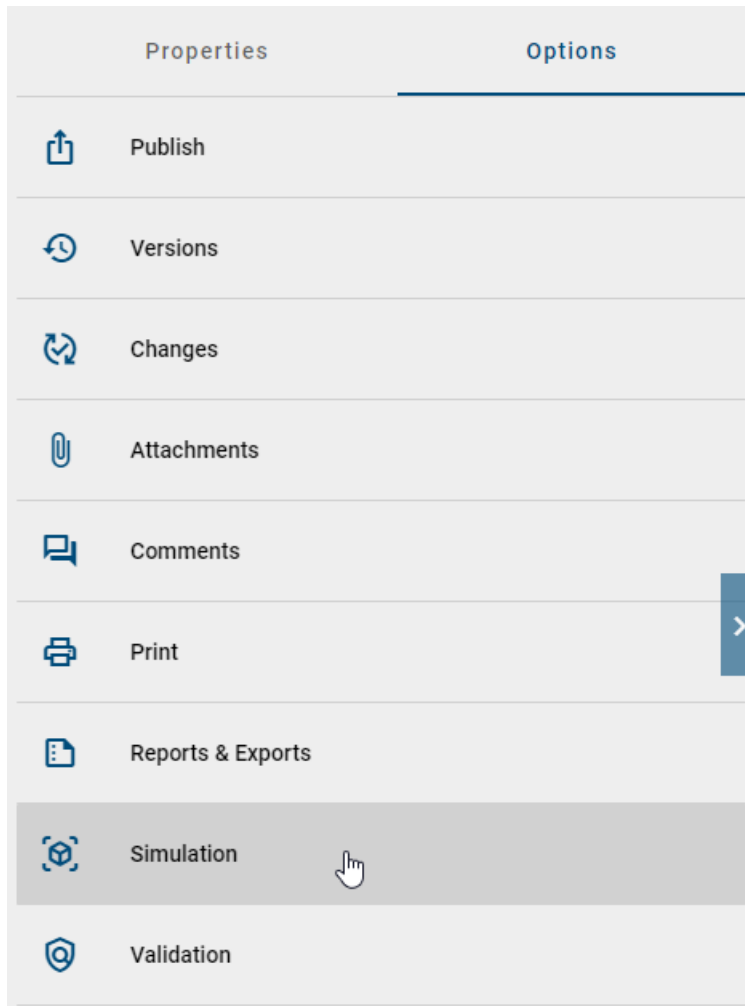 Properties Options
Publish
Versions
Changes
Attachments
Comments
Print
Reports & Exports
Simulation
Validation